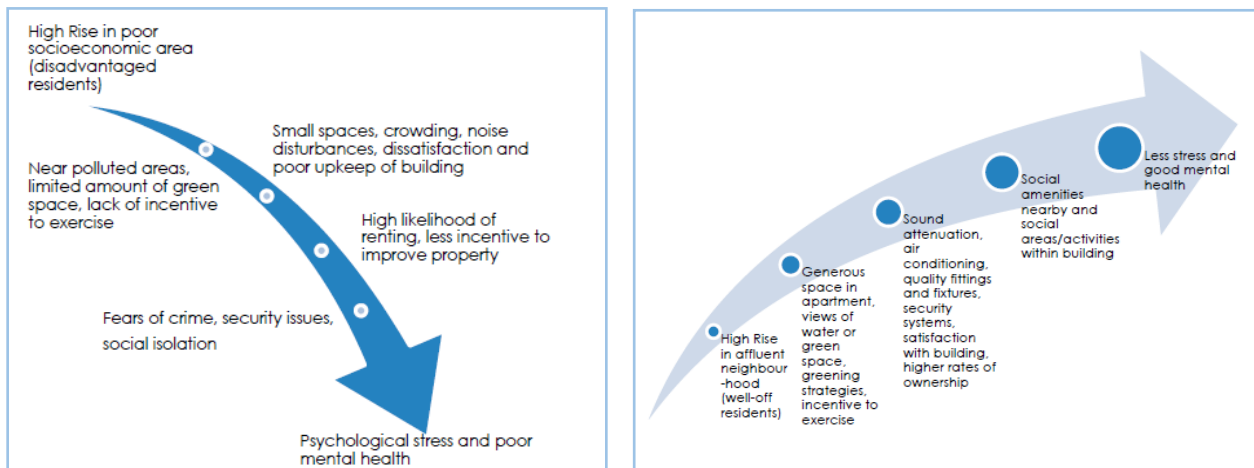 High Rise in poor
socioeconomic area
(disadvantaged
residents)
Small spaces, crowding, noise
disturbances, dissatisfaction and
poor upkeep of building
Near polluted areas,
limited amount of green
space, lack of incentive
to exercise
High likelihood of
renting, less incentive to
improve property
Fears of crime, security issues,
social isolation
Psychological stress and poor
mental health
High Rise
in affluent
neighbour
-hood
(well-off
residents)
Generous
space in
apartment,
views of
water or
green
space,
greening
strategies,
incentive to
exercise
Sound
attenuation,
air
conditioning,
quality fittings
and fixtures,
security
systems,
satisfaction
with building,
higher rates of
ownership
Social
amenities
nearby and
social
areas/activities
within building
Less stress and
good mental
health